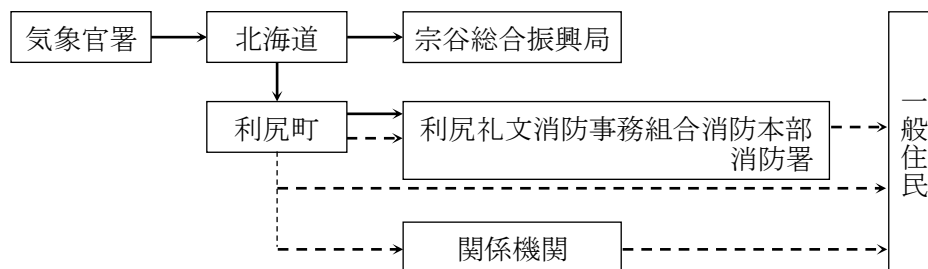 気象官署
北海道
宗谷総合振興局
利尻町
利尻礼文消防事務組合消防本部
消防署
関係機関
一般住民